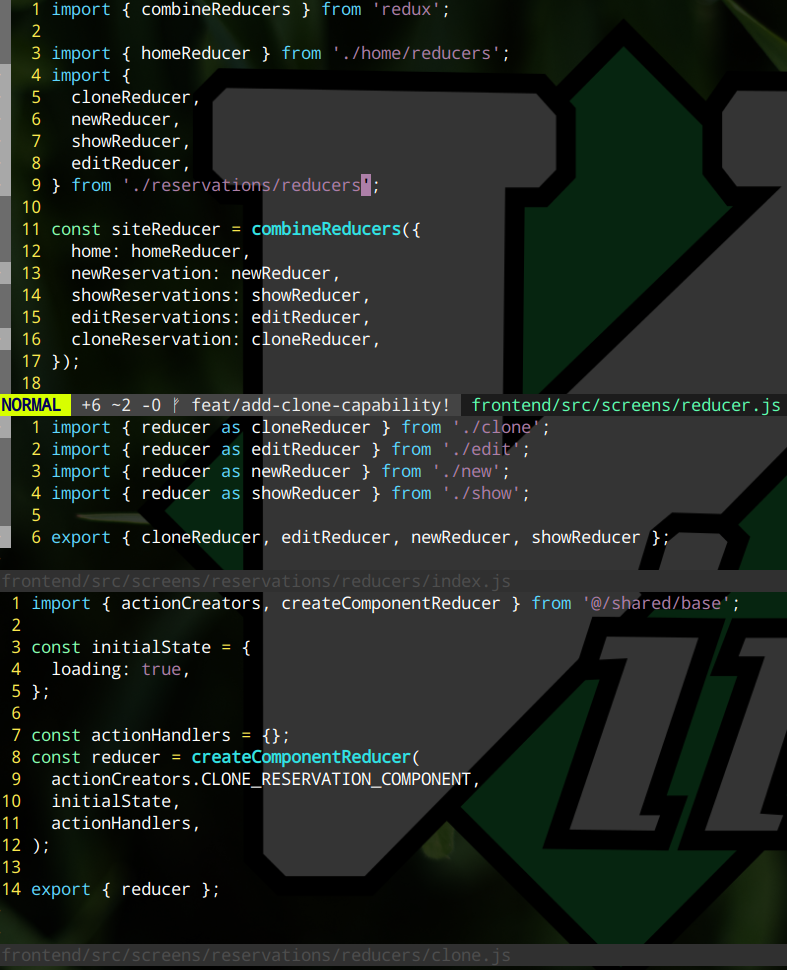 1 import { combineReducers } from 'redux';
2
3 import { homeReducer } from './home/reducers';
4 import {
5   cloneReducer,
6   newReducer,
7   showReducer,
8   editReducer,
9 } from './reservations/reducers';
10
11 const siteReducer = combineReducers({
12   home: homeReducer,
13   newReservation: newReducer,
14   showReservations: showReducer,
15   editReservations: editReducer,
16   cloneReservation: cloneReducer,
17 });
18
NORMAL +6 ~2 -0 ᚠ feat/add-clone-capability! frontend/src/screens/reducer.js
1 import { reducer as cloneReducer } from './clone';
2 import { reducer as editReducer } from './edit';
3 import { reducer as newReducer } from './new';
4 import { reducer as showReducer } from './show';
5
6 export { cloneReducer, editReducer, newReducer, showReducer };
frontend/src/screens/reservations/reducers/index.js
1 import { actionCreators, createComponentReducer } from '@/shared/base';
2
3 const initialState = {
4   loading: true,
5 };
6
7 const actionHandlers = {};
8 const reducer = createComponentReducer(
9   actionCreators.CLONE_RESERVATION_COMPONENT,
10   initialState,
11   actionHandlers,
12 );
13
14 export { reducer };
frontend/src/screens/reservations/reducers/clone.js